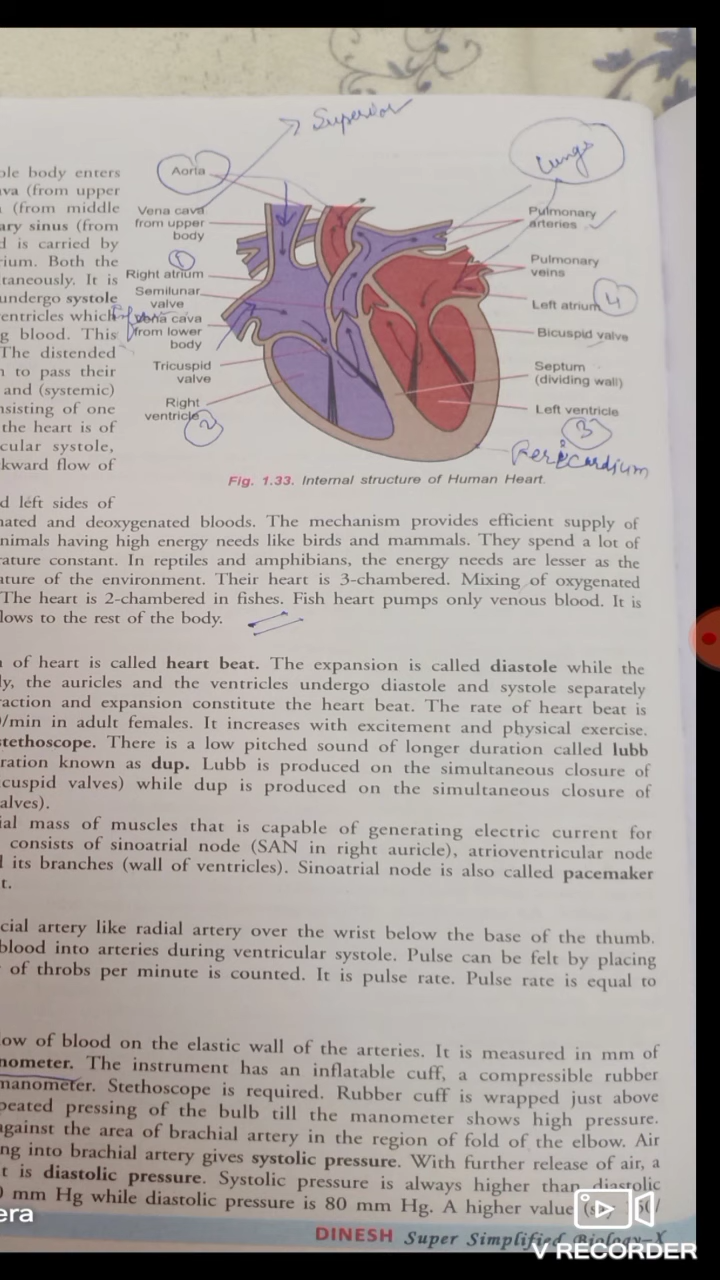 Superior
Lungs
Aorta
Vena cava
from upper
body
1
Right atrium
Semilunar
valve
Vena cava
from lower
body
Tricuspid
valve
Right
ventricle
2
Pulmonary
arteries
Pulmonary
veins
Left atrium
4
Bicuspid valve
Septum
(dividing wall)
Left ventricle
3
Pericardium
Fig. 1.33. Internal structure of Human Heart.
ole body enters
ava (from upper
(from middle
ary sinus (from
d is carried by
rium. Both the
taneously. It is
undergo systole
entricles which
g blood. This
The distended
n to pass their
and (systemic)
nsisting of one
the heart is of
cular systole,
kward flow of
d left sides of
nated and deoxygenated bloods. The mechanism provides efficient supply of
nimals having high energy needs like birds and mammals. They spend a lot of
rature constant. In reptiles and amphibians, the energy needs are lesser as the
ature of the environment. Their heart is 3-chambered. Mixing of oxygenated
The heart is 2-chambered in fishes. Fish heart pumps only venous blood. It is
lows to the rest of the body.
n of heart is called heart beat. The expansion is called diastole while the
ly, the auricles and the ventricles undergo diastole and systole separately
raction and expansion constitute the heart beat. The rate of heart beat is
/min in adult females. It increases with excitement and physical exercise.
stethoscope. There is a low pitched sound of longer duration called lubb
ration known as dup. Lubb is produced on the simultaneous closure of
cuspid valves) while dup is produced on the simultaneous closure of
alves).
ial mass of muscles that is capable of generating electric current for
consists of sinoatrial node (SAN in right auricle), atrioventricular node
l its branches (wall of ventricles). Sinoatrial node is also called pacemaker
t.
cial artery like radial artery over the wrist below the base of the thumb.
blood into arteries during ventricular systole. Pulse can be felt by placing
of throbs per minute is counted. It is pulse rate. Pulse rate is equal to
ow of blood on the elastic wall of the arteries. It is measured in mm of
nometer. The instrument has an inflatable cuff, a compressible rubber
manometer. Stethoscope is required. Rubber cuff is wrapped just above
peated pressing of the bulb till the manometer shows high pressure.
against the area of brachial artery in the region of fold of the elbow. Air
ng into brachial artery gives systolic pressure. With further release of air, a
t is diastolic pressure. Systolic pressure is always higher than diastolic
0 mm Hg while diastolic pressure is 80 mm Hg. A higher value
era
DINESH Super Simplified Biology-X
V RECORDER